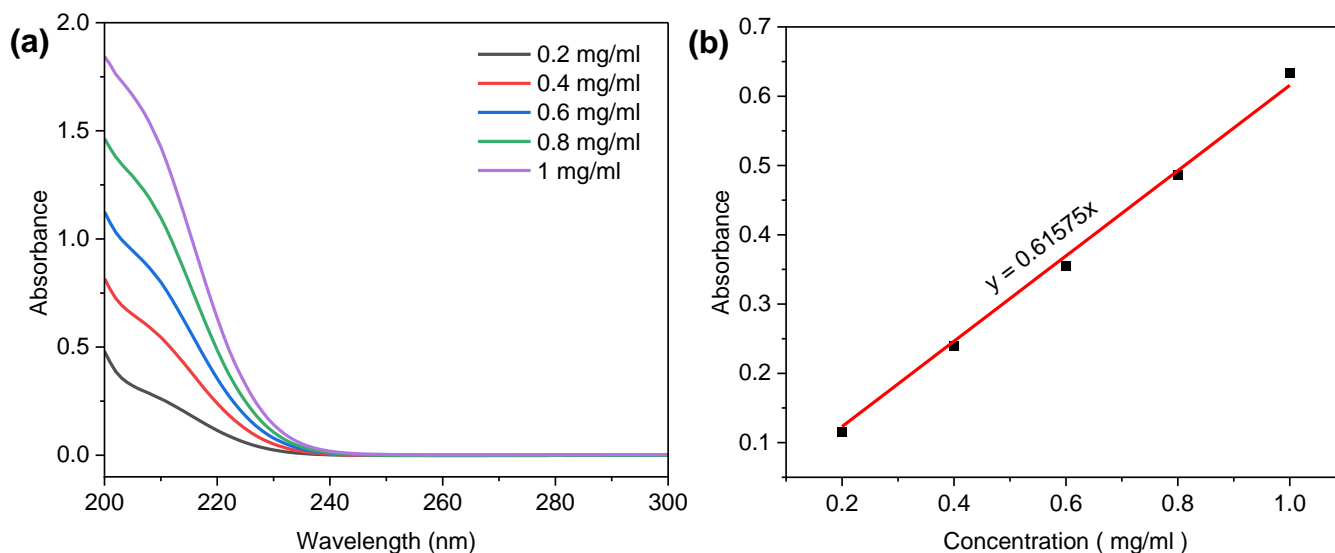 (a)
2.0
1.5
1.0
0.5
0.0
Absorbance
200
220
240
260
280
300
Wavelength (nm)
0.2 mg/ml
0.4 mg/ml
0.6 mg/ml
0.8 mg/ml
1 mg/ml
(b)
0.7
0.6
0.5
0.4
0.3
0.2
0.1
Absorbance
y = 0.61575x
0.2
0.4
0.6
0.8
1.0
Concentration ( mg/ml )